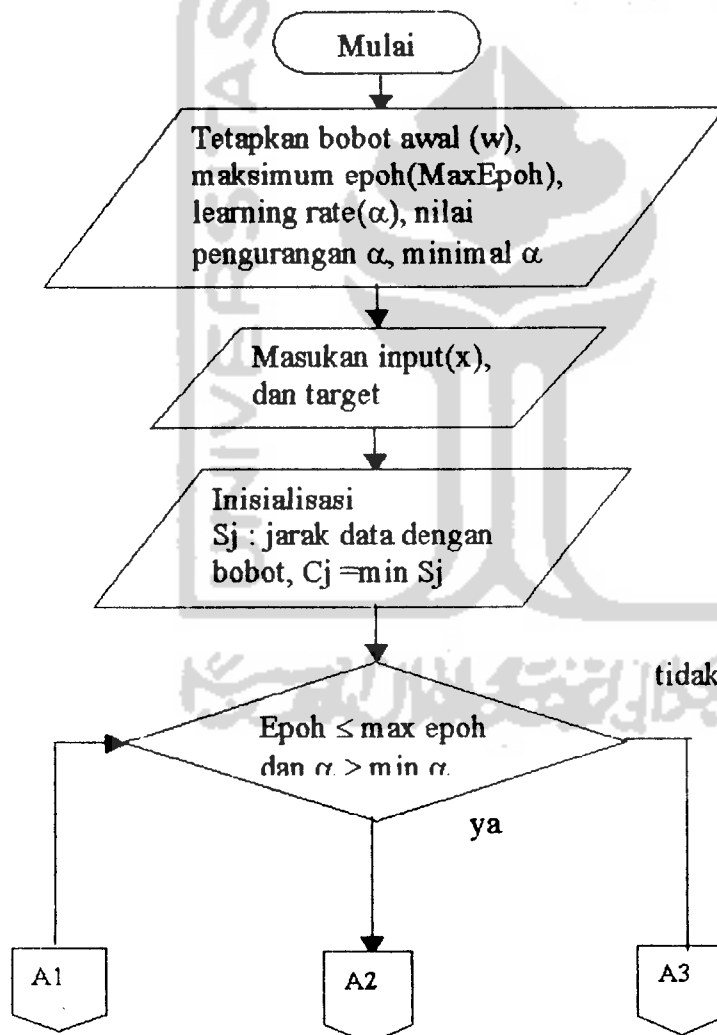 UNIVERSITAS
Mulai
Tetapkan bobot awal (w),
maksimum epoh(MaxEpoh),
learning rate(α), nilai
pengurangan α, minimal α
Masukan input(x),
dan target
Inisialisasi
Sj : jarak data dengan
bobot, Cj =min Sj
tidak
Epoh ≤ max epoh
dan α > min α
ya
A1
A2
A3